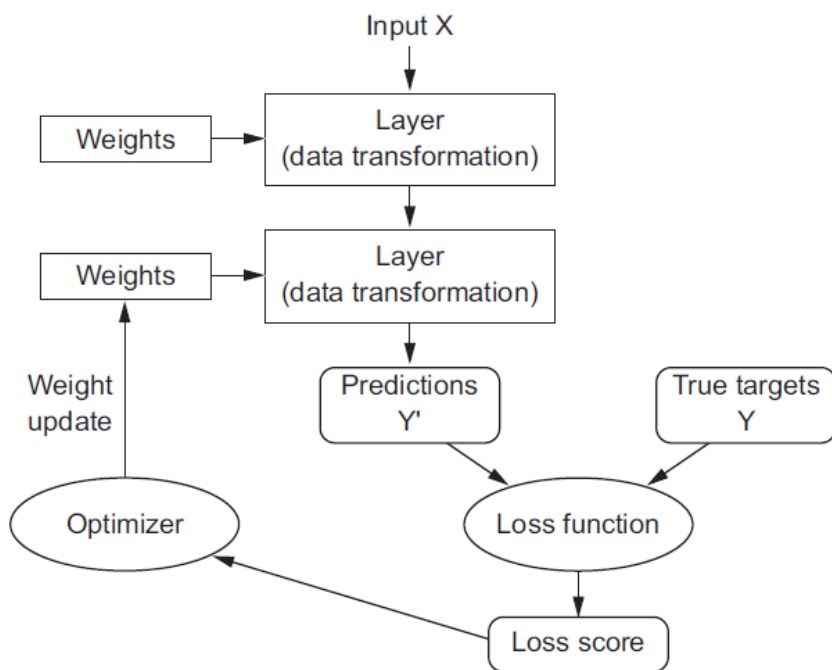 Input X
Weights
Layer
(data transformation)
Weights
Layer
(data transformation)
Weight
update
Predictions
Y'
True targets
Y
Optimizer
Loss function
Loss score